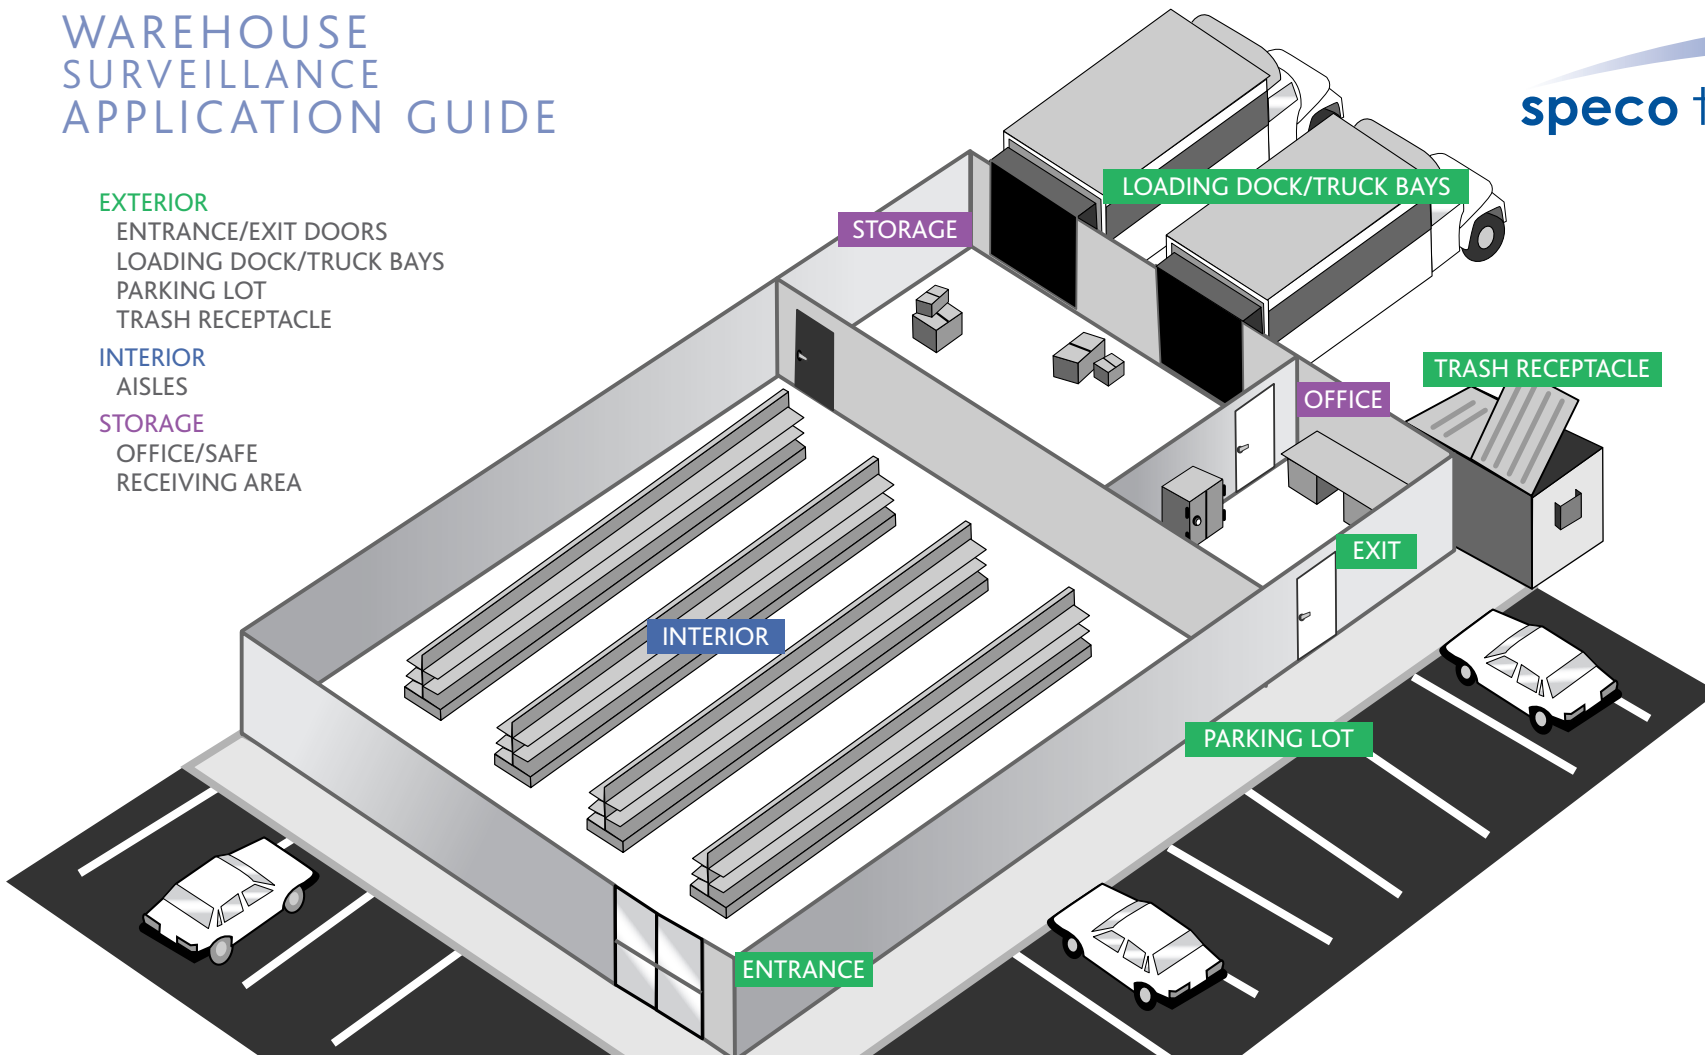 WAREHOUSE
SURVEILLANCE
APPLICATION GUIDE
speco
EXTERIOR
ENTRANCE/EXIT DOORS
LOADING DOCK/TRUCK BAYS
PARKING LOT
TRASH RECEPTACLE
INTERIOR
AISLES
STORAGE
OFFICE/SAFE
RECEIVING AREA
LOADING DOCK/TRUCK BAYS
STORAGE
TRASH RECEPTACLE
OFFICE
EXIT
INTERIOR
PARKING LOT
ENTRANCE